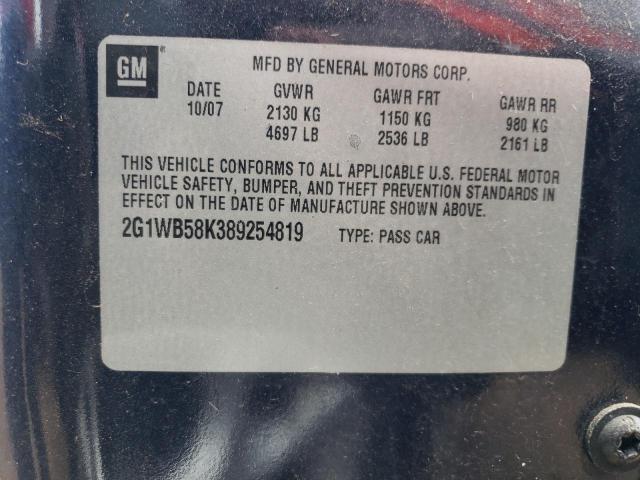 GM
MFD BY GENERAL MOTORS CORP.
DATE GVWR GAWR FRT GAWR RR
10/07 2130 KG 1150 KG 980 KG
4697 LB 2536 LB 2161 LB
THIS VEHICLE CONFORMS TO ALL APPLICABLE U.S. FEDERAL MOTOR
VEHICLE SAFETY, BUMPER, AND THEFT PREVENTION STANDARDS IN
EFFECT ON THE DATE OF MANUFACTURE SHOWN ABOVE.
2G1WB58K389254819 TYPE: PASS CAR